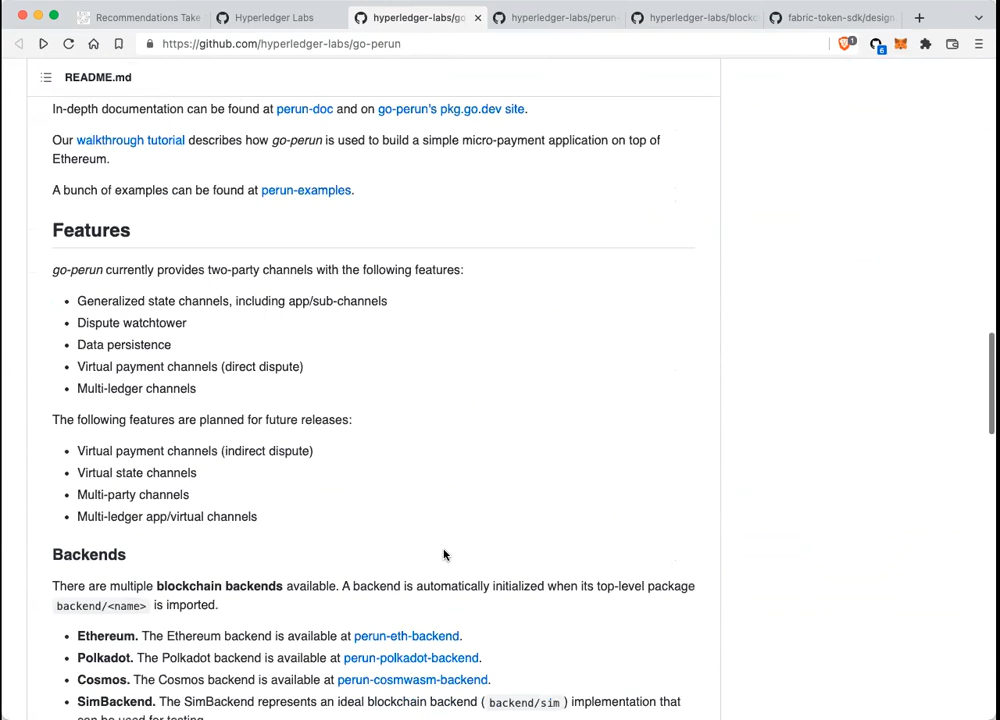 Recommendations Take
Hyperledger Labs
hyperledger-labs/go
hyperledger-labs/perun
hyperledger-labs/blockc
fabric-token-sdk/design
https://github.com/hyperledger-labs/go-perun
1
6
README.md
In-depth documentation can be found at perun-doc and on go-perun's pkg.go.dev site.
Our walkthrough tutorial describes how go-perun is used to build a simple micro-payment application on top of
Ethereum.
A bunch of examples can be found at perun-examples.
Features
go-perun currently provides two-party channels with the following features:
• Generalized state channels, including app/sub-channels
• Dispute watchtower
• Data persistence
• Virtual payment channels (direct dispute)
• Multi-ledger channels
The following features are planned for future releases:
• Virtual payment channels (indirect dispute)
• Virtual state channels
• Multi-party channels
• Multi-ledger app/virtual channels
Backends
There are multiple blockchain backends available. A backend is automatically initialized when its top-level package
backend/<name> is imported.
• Ethereum. The Ethereum backend is available at perun-eth-backend.
• Polkadot. The Polkadot backend is available at perun-polkadot-backend.
• Cosmos. The Cosmos backend is available at perun-cosmwasm-backend.
• SimBackend. The SimBackend represents an ideal blockchain backend ( backend/sim ) implementation that
can be used for testing.